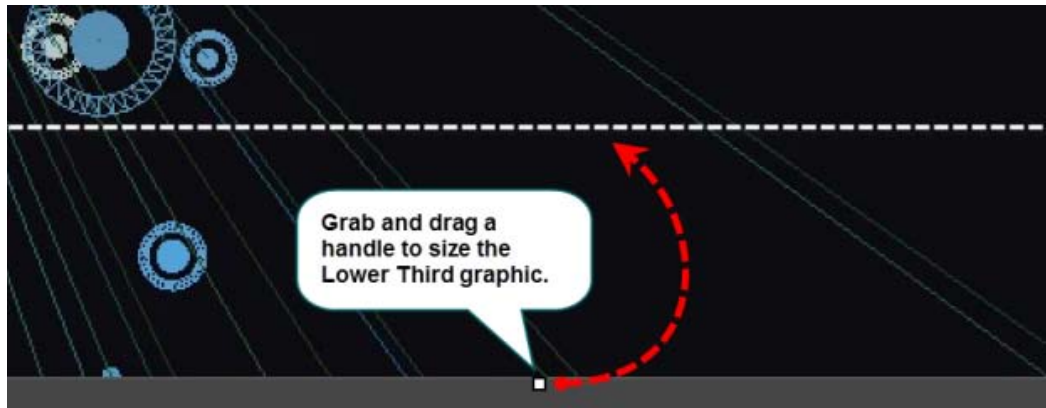 Grab and drag a
handle to size the
Lower Third graphic.